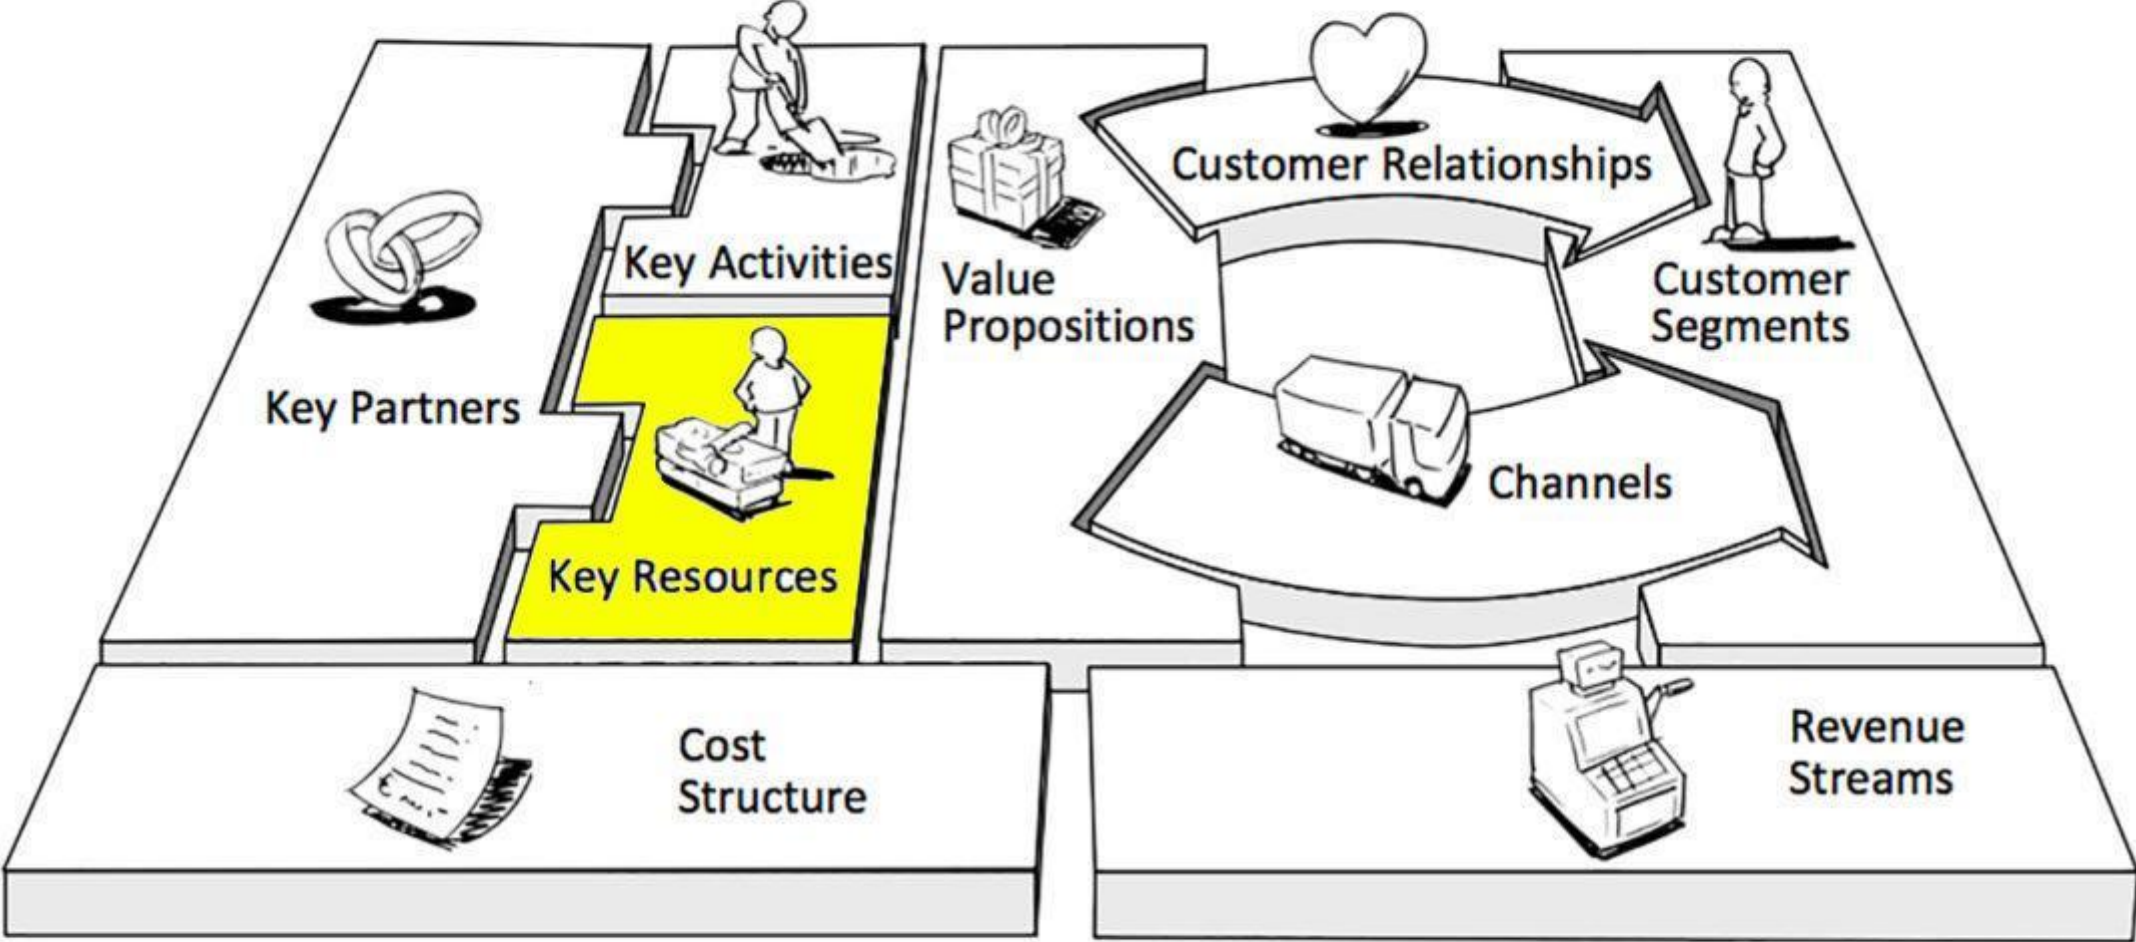 Customer Relationships
Key Activities
Value
Propositions
Customer
Segments
Key Partners
Channels
Key Resources
Cost
Structure
Revenue
Streams